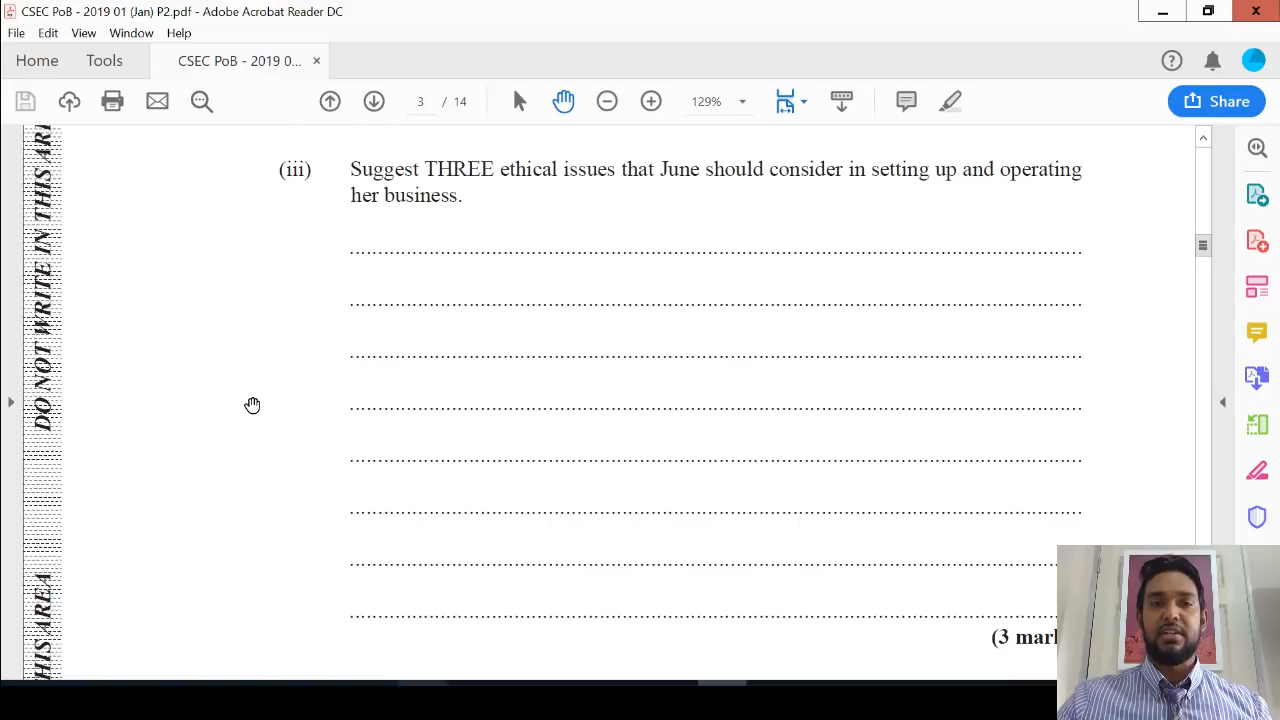 CSEC PoB - 2019 01 (Jan) P2.pdf - Adobe Acrobat Reader DC
File Edit View Window Help
Home Tools CSEC PoB - 2019 0... ×
3 / 14 129% Share
(iii) Suggest THREE ethical issues that June should consider in setting up and operating
her business.
(3 mar
DO NOT WRITE IN THIS AR
HIS AREA